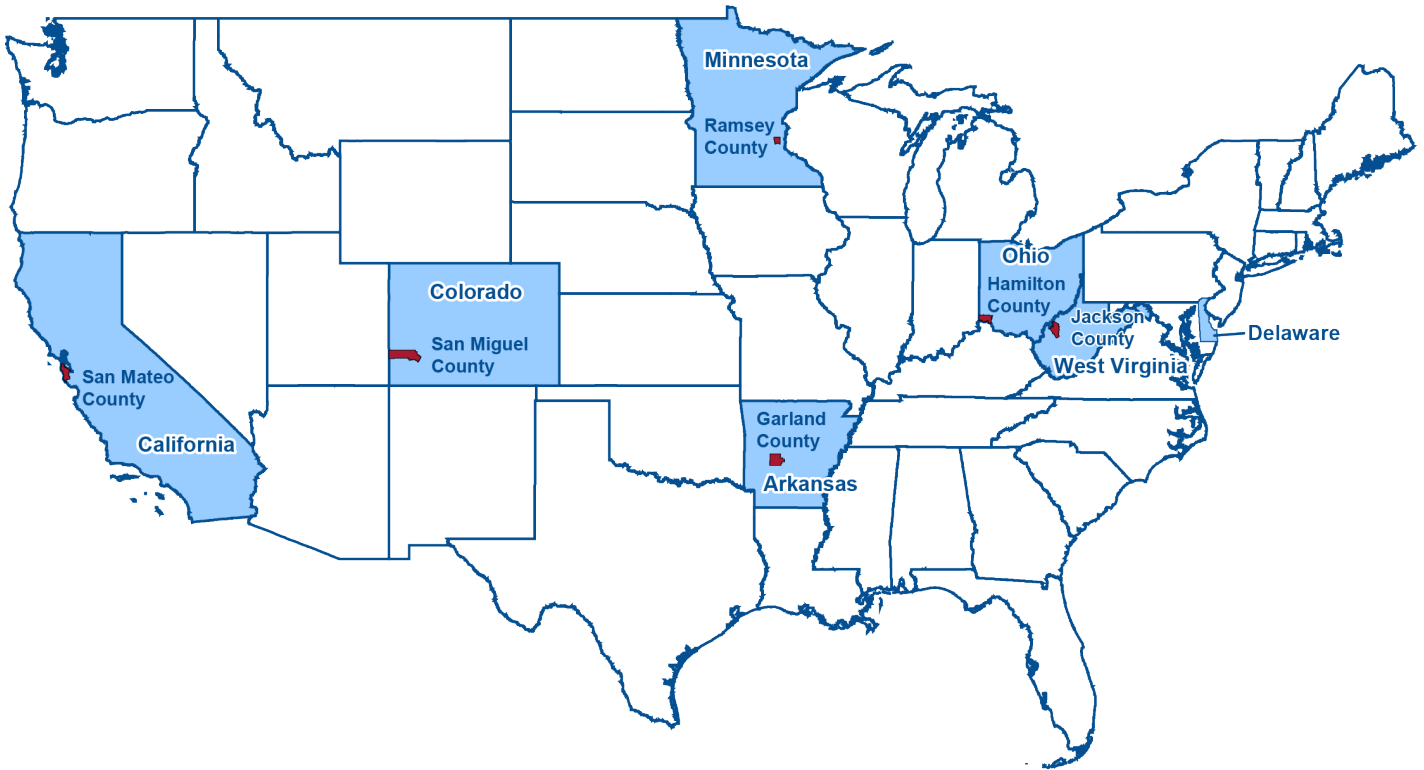 Minnesota
Ramsey
County
Ohio
Hamilton
County
Jackson
County
West Virginia
Delaware
Colorado
San Miguel
County
San Mateo
County
California
Garland
County
Arkansas